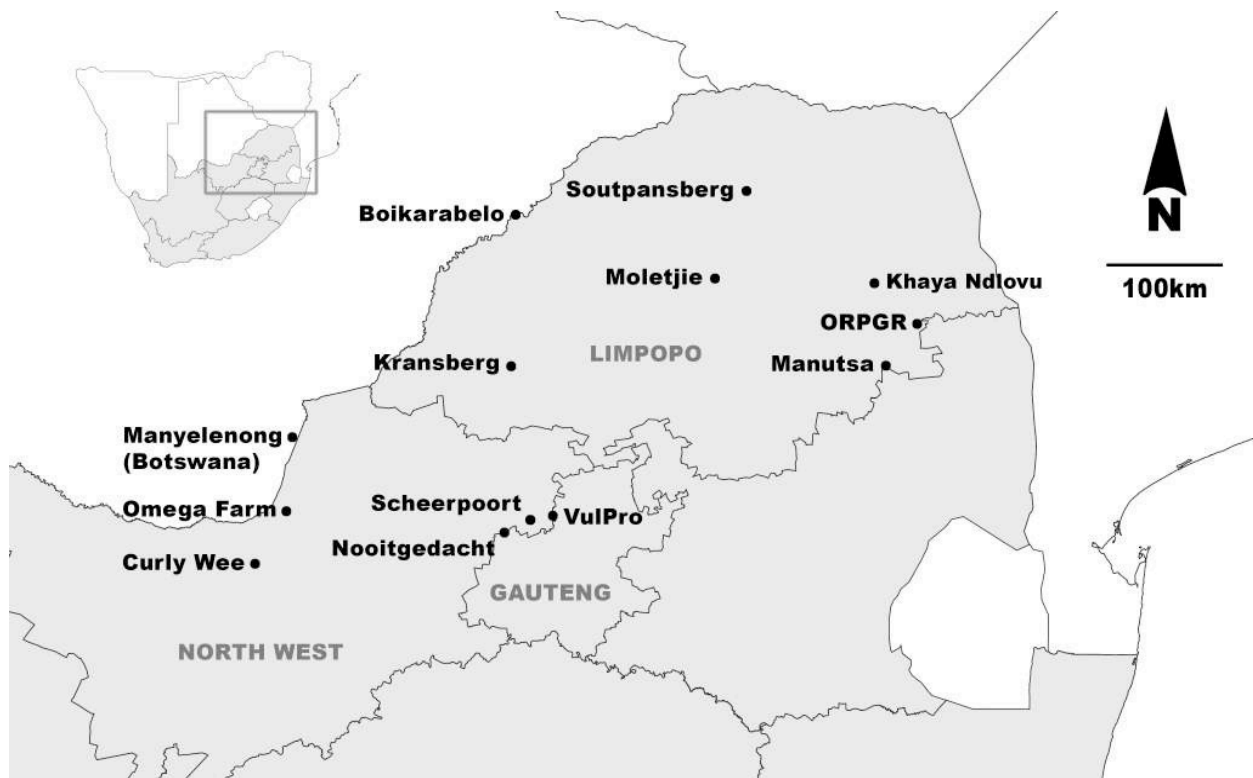 Soutpansberg
Boikarabelo
N
Moletjie
Khaya Ndlovu
100km
ORPGR
LIMPOPO
Kransberg
Manutsa
Manyelenong
(Botswana)
Scheerpoort
Omega Farm
VulPro
Nooitgedacht
Curly Wee
GAUTENG
NORTH WEST